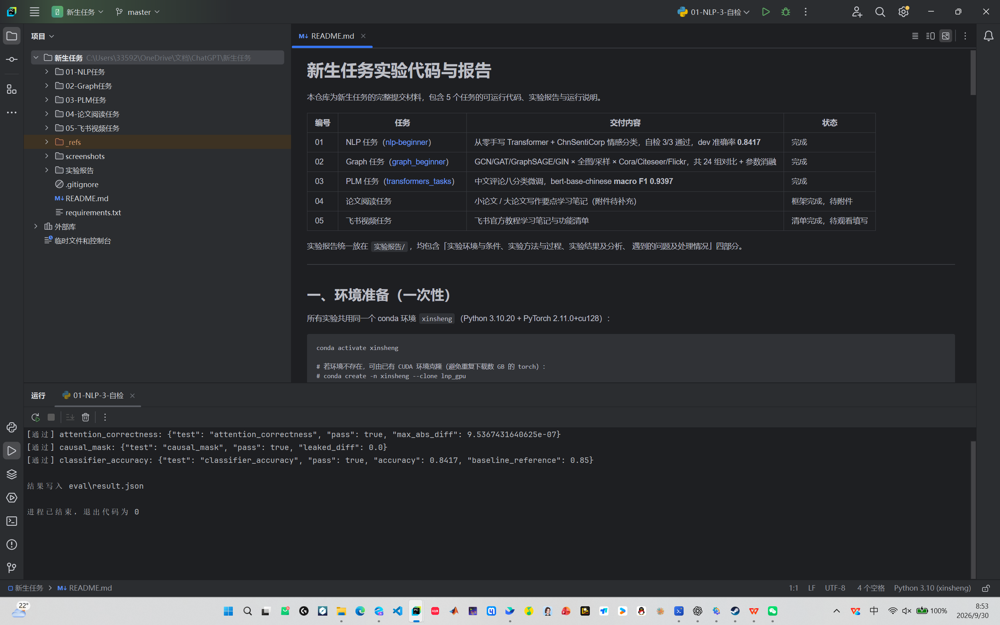 新生任务 master 01-NLP-3-自检
项目
README.md
新生任务 C:\Users\33592\OneDrive\文档\ChatGPT\新生任务
01-NLP任务
02-Graph任务
03-PLM任务
04-论文阅读任务
05-飞书视频任务
_refs
screenshots
实验报告
.gitignore
README.md
requirements.txt
外部库
临时文件和控制台
新生任务实验代码与报告
本仓库为新生任务的完整提交材料，包含 5 个任务的可运行代码、实验报告与运行说明。
编号 任务 交付内容 状态
01 NLP 任务（nlp-beginner） 从零手写 Transformer + ChnSentiCorp 情感分类，自检 3/3 通过，dev 准确率 0.8417 完成
02 Graph 任务（graph_beginner） GCN/GAT/GraphSAGE/GIN × 全图/采样 × Cora/Citeseer/Flickr，共 24 组对比 + 参数消融 完成
03 PLM 任务（transformers_tasks） 中文评论八分类微调，bert-base-chinese macro F1 0.9397 完成
04 论文阅读任务 小论文 / 大论文写作要点学习笔记（附件待补充） 框架完成，待附件
05 飞书视频任务 飞书官方教程学习笔记与功能清单 清单完成，待观看填写
实验报告统一放在 实验报告/ ，均包含「实验环境与条件、实验方法与过程、实验结果及分析、 遇到的问题及处理情况」四部分。
一、环境准备（一次性）
所有实验共用同一个 conda 环境 xinsheng （Python 3.10.20 + PyTorch 2.11.0+cu128）：
conda activate xinsheng
# 若环境不存在，可由已有 CUDA 环境克隆（避免重复下载数 GB 的 torch）：
# conda create -n xinsheng --clone lnp_gpu
运行 01-NLP-3-自检
[通过] attention_correctness: {"test": "attention_correctness", "pass": true, "max_abs_diff": 9.5367431640625e-07}
[通过] causal_mask: {"test": "causal_mask", "pass": true, "leaked_diff": 0.0}
[通过] classifier_accuracy: {"test": "classifier_accuracy", "pass": true, "accuracy": 0.8417, "baseline_reference": 0.85}
结果写入 eval\result.json
进程已结束，退出代码为 0
新生任务 README.md 1:1 LF UTF-8 4 个空格 Python 3.10 (xinsheng)
22° 中 100% 8:53
2026/9/30